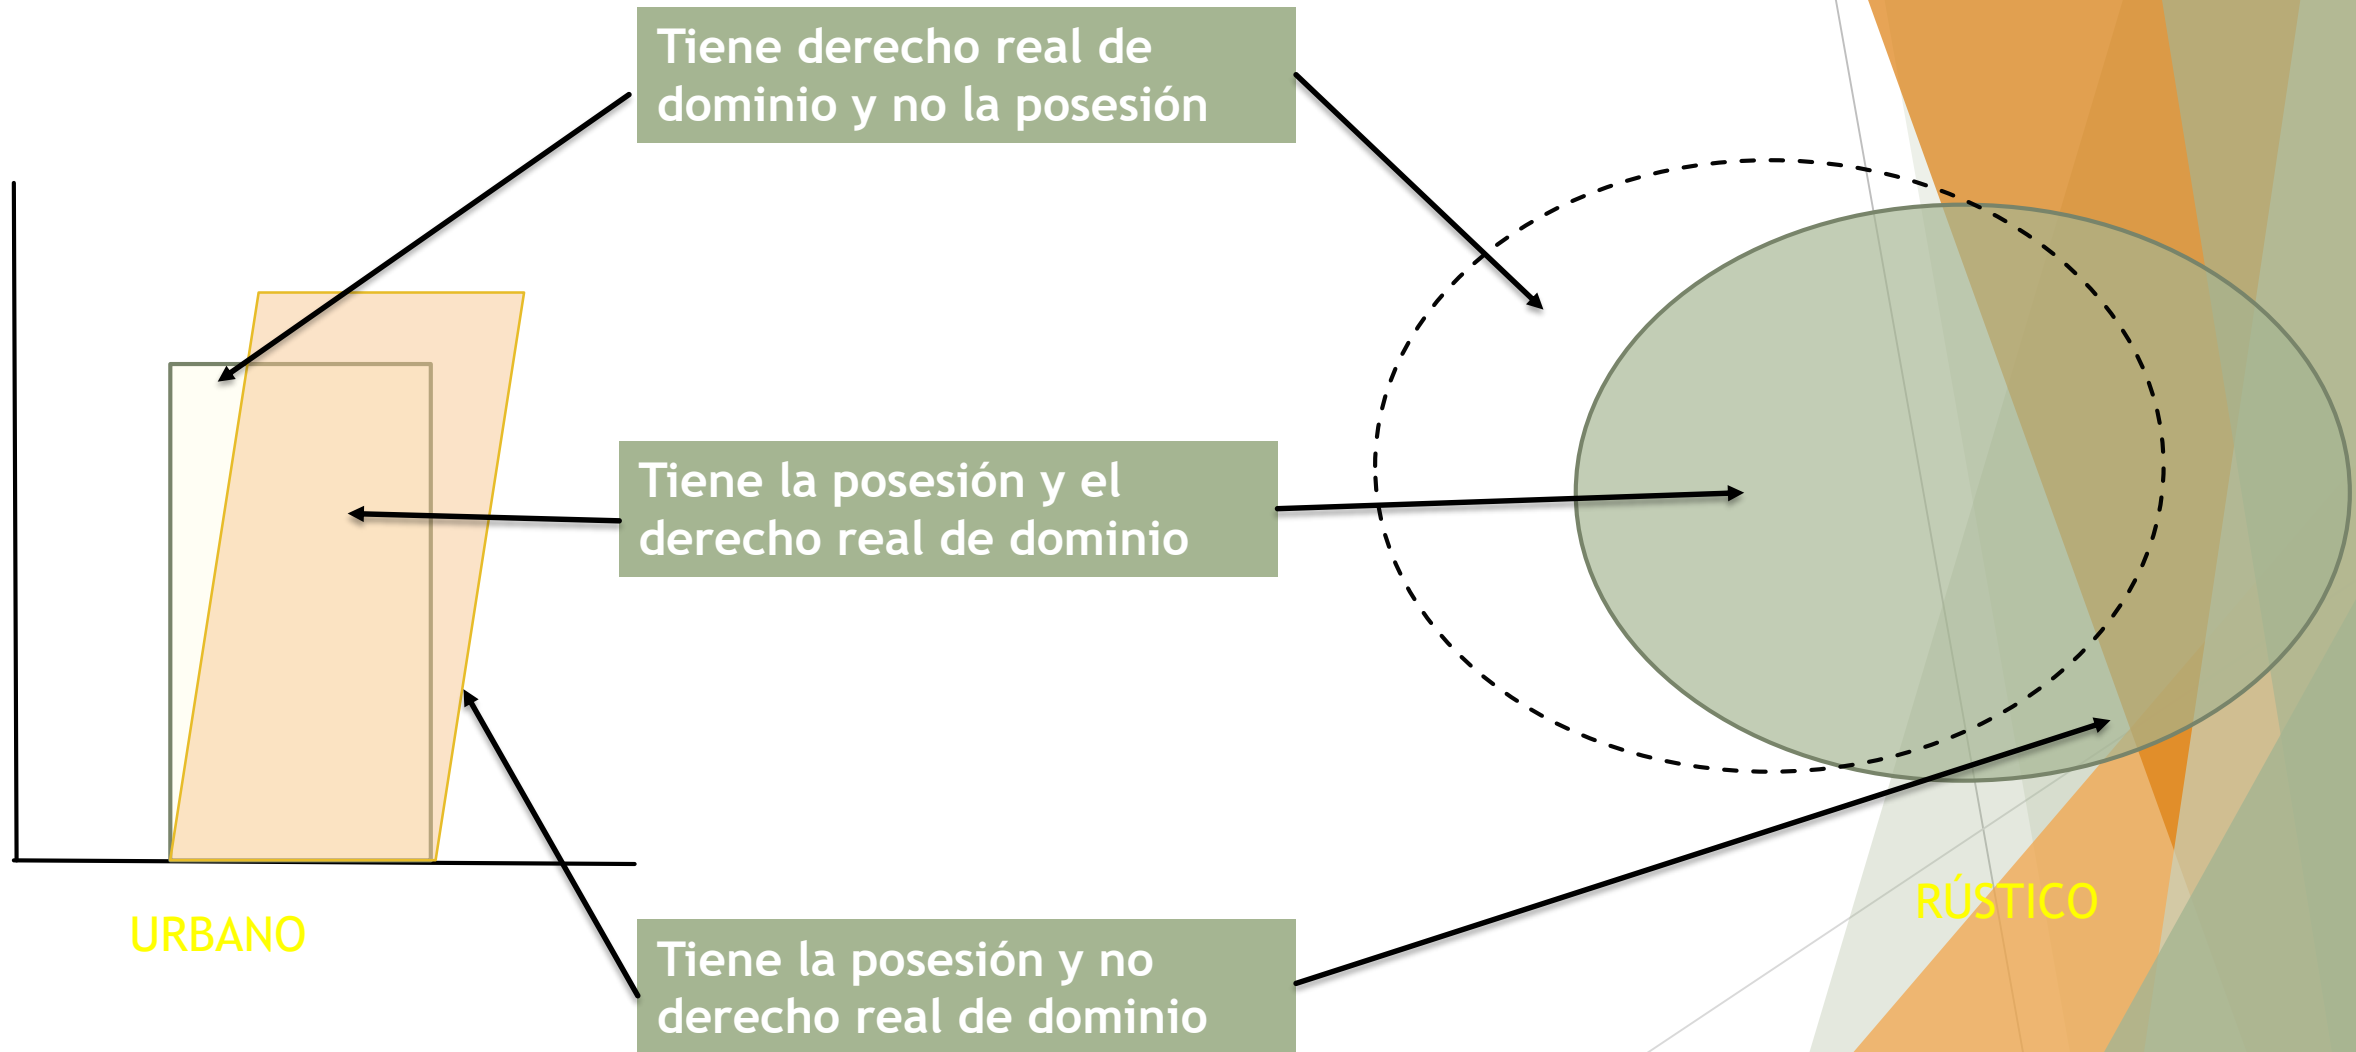 Tiene derecho real de
dominio y no la posesión
Tiene la posesión y el
derecho real de dominio
URBANO
RÚSTICO
Tiene la posesión y no
derecho real de dominio